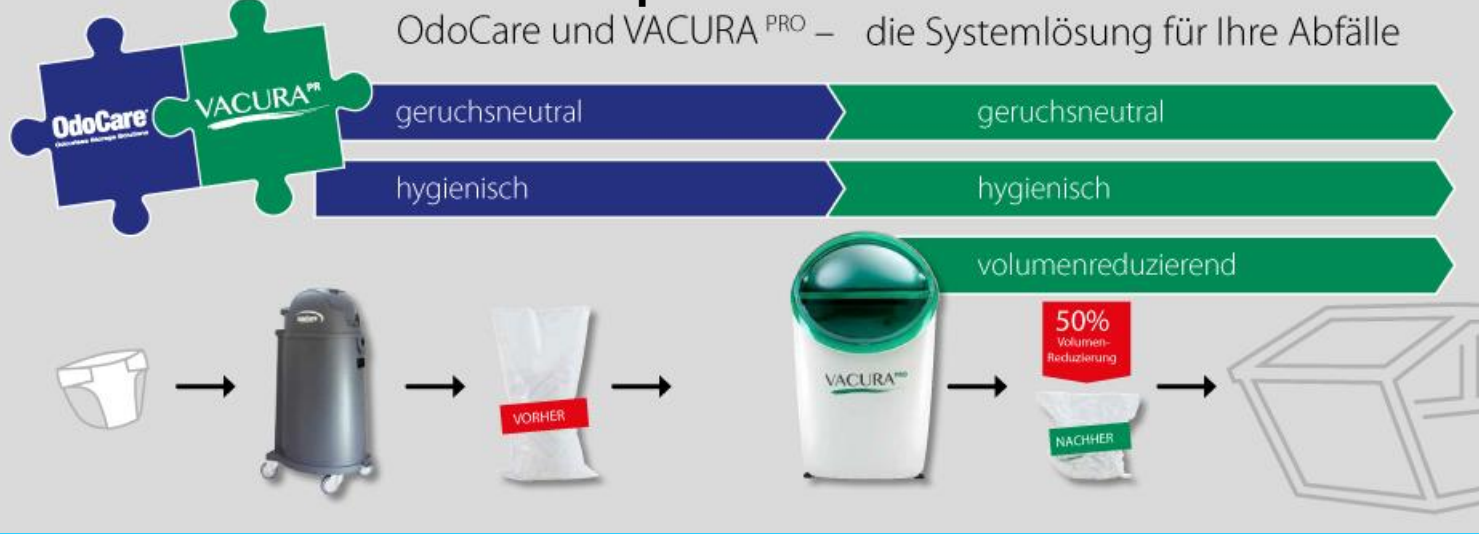 OdoCare und VACURA PRO – die Systemlösung für Ihre Abfälle
OdoCare
VACURA PR
geruchsneutral
geruchsneutral
hygienisch
hygienisch
volumenreduzierend
50%
Volumen-
Reduzierung
VORHER
VACURA PRO
NACHHER